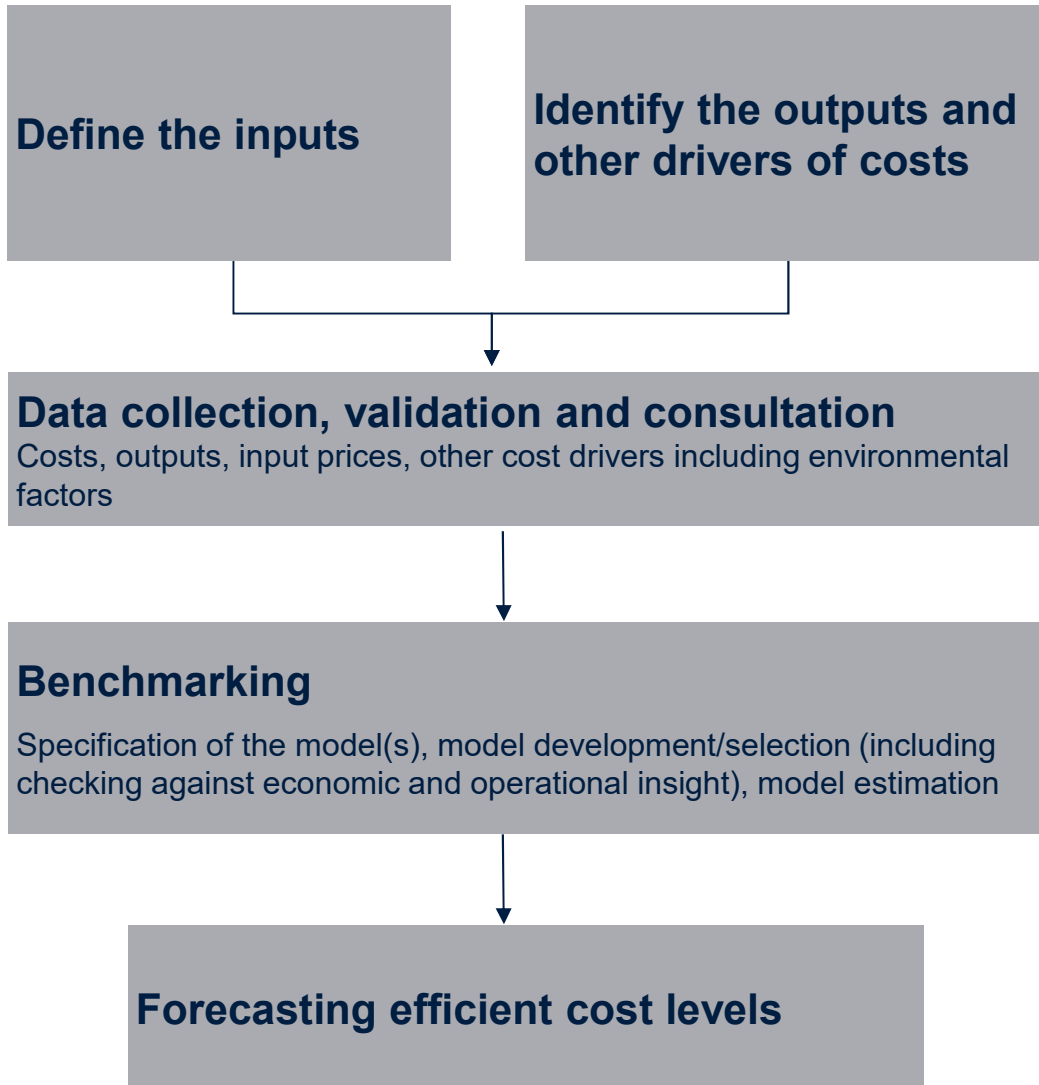 Define the inputs
Identify the outputs and
other drivers of costs
Data collection, validation and consultation
Costs, outputs, input prices, other cost drivers including environmental
factors
Benchmarking
Specification of the model(s), model development/selection (including
checking against economic and operational insight), model estimation
Forecasting efficient cost levels